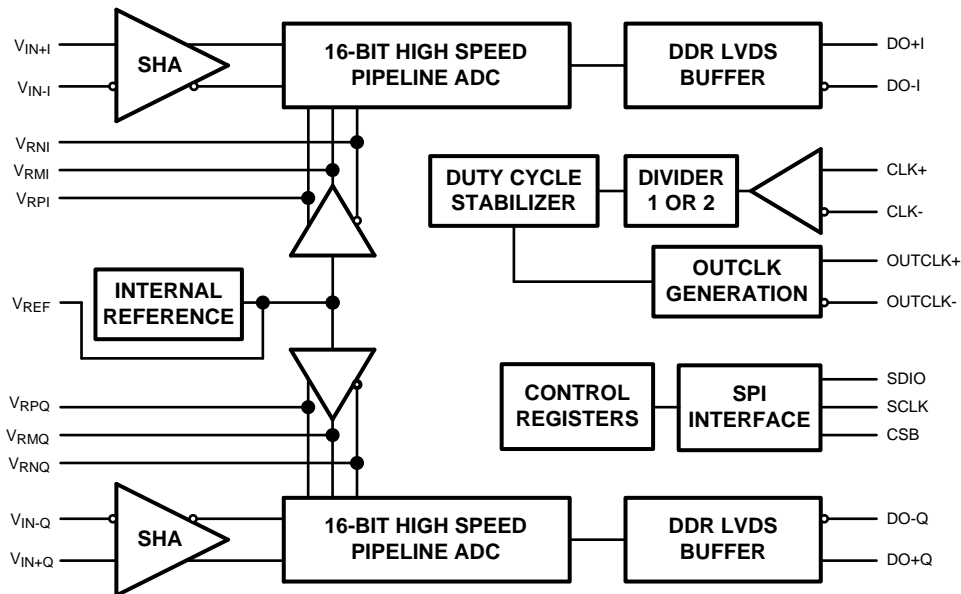 VIN+I
VIN-I
SHA
16-BIT HIGH SPEED
PIPELINE ADC
DDR LVDS
BUFFER
DO+I
DO-I
VRNI
VRMI
VRPI
DUTY CYCLE
STABILIZER
DIVIDER
1 OR 2
CLK+
CLK-
OUTCLK
GENERATION
OUTCLK+
OUTCLK-
VREF
INTERNAL
REFERENCE
CONTROL
REGISTERS
SPI
INTERFACE
SDIO
SCLK
CSB
VRPQ
VRMQ
VRNQ
VIN-Q
VIN+Q
SHA
16-BIT HIGH SPEED
PIPELINE ADC
DDR LVDS
BUFFER
DO-Q
DO+Q